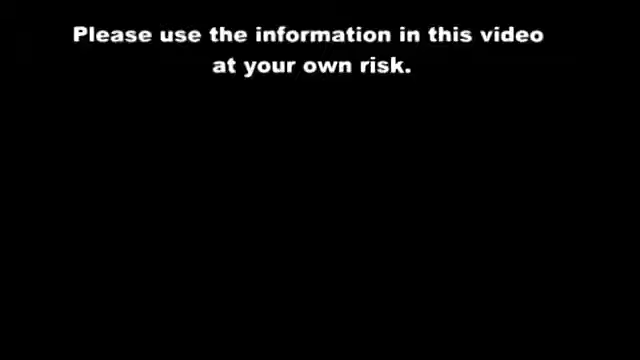 Please use the information in this video
at your own risk.